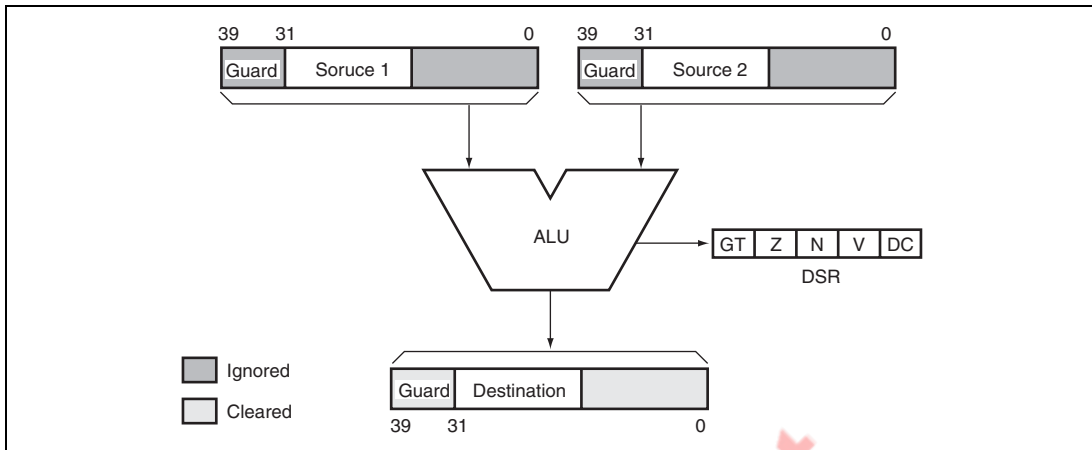 39 31 0 39 31 0
Guard Soruce 1 Guard Source 2
ALU
GT Z N V DC
DSR
Ignored
Guard Destination
Cleared
39 31 0